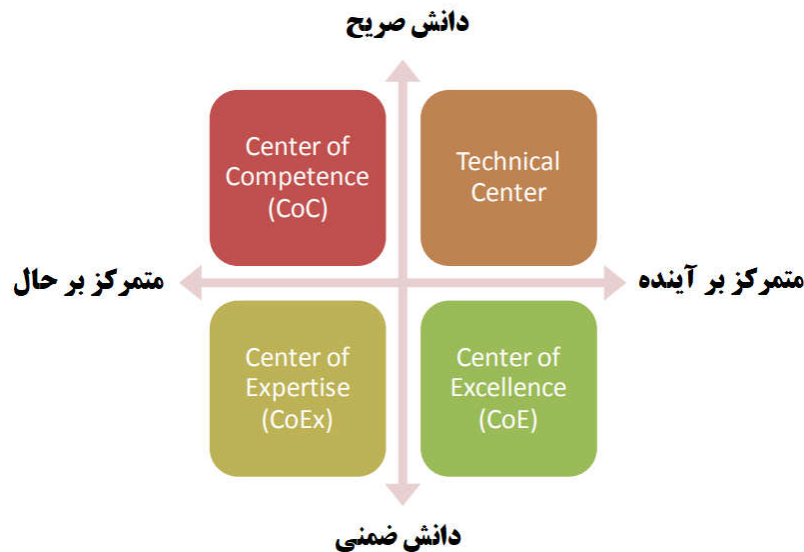 دانش صریح
Center of
Competence
(CoC)
Technical
Center
متمرکز بر حال
متمرکز بر آینده
Center of
Expertise
(CoEx)
Center of
Excellence
(CoE)
دانش ضمنی